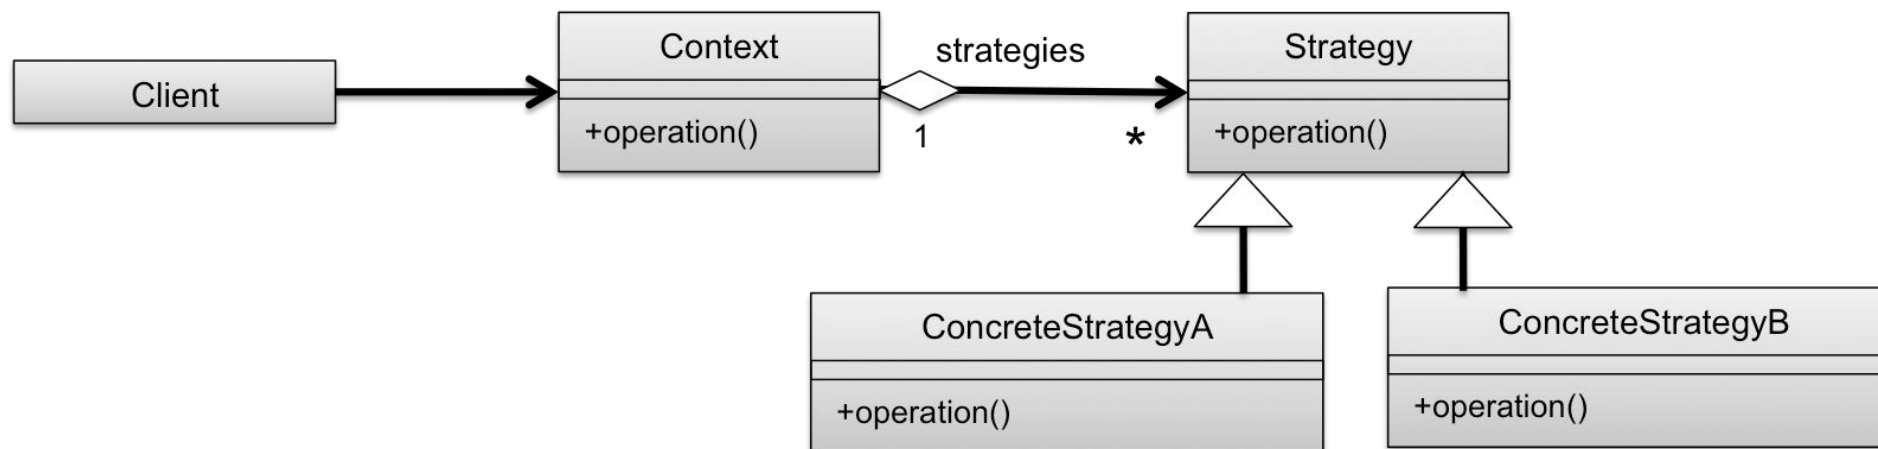 Client
Context
+operation()
strategies
1
*
Strategy
+operation()
ConcreteStrategyA
+operation()
ConcreteStrategyB
+operation()